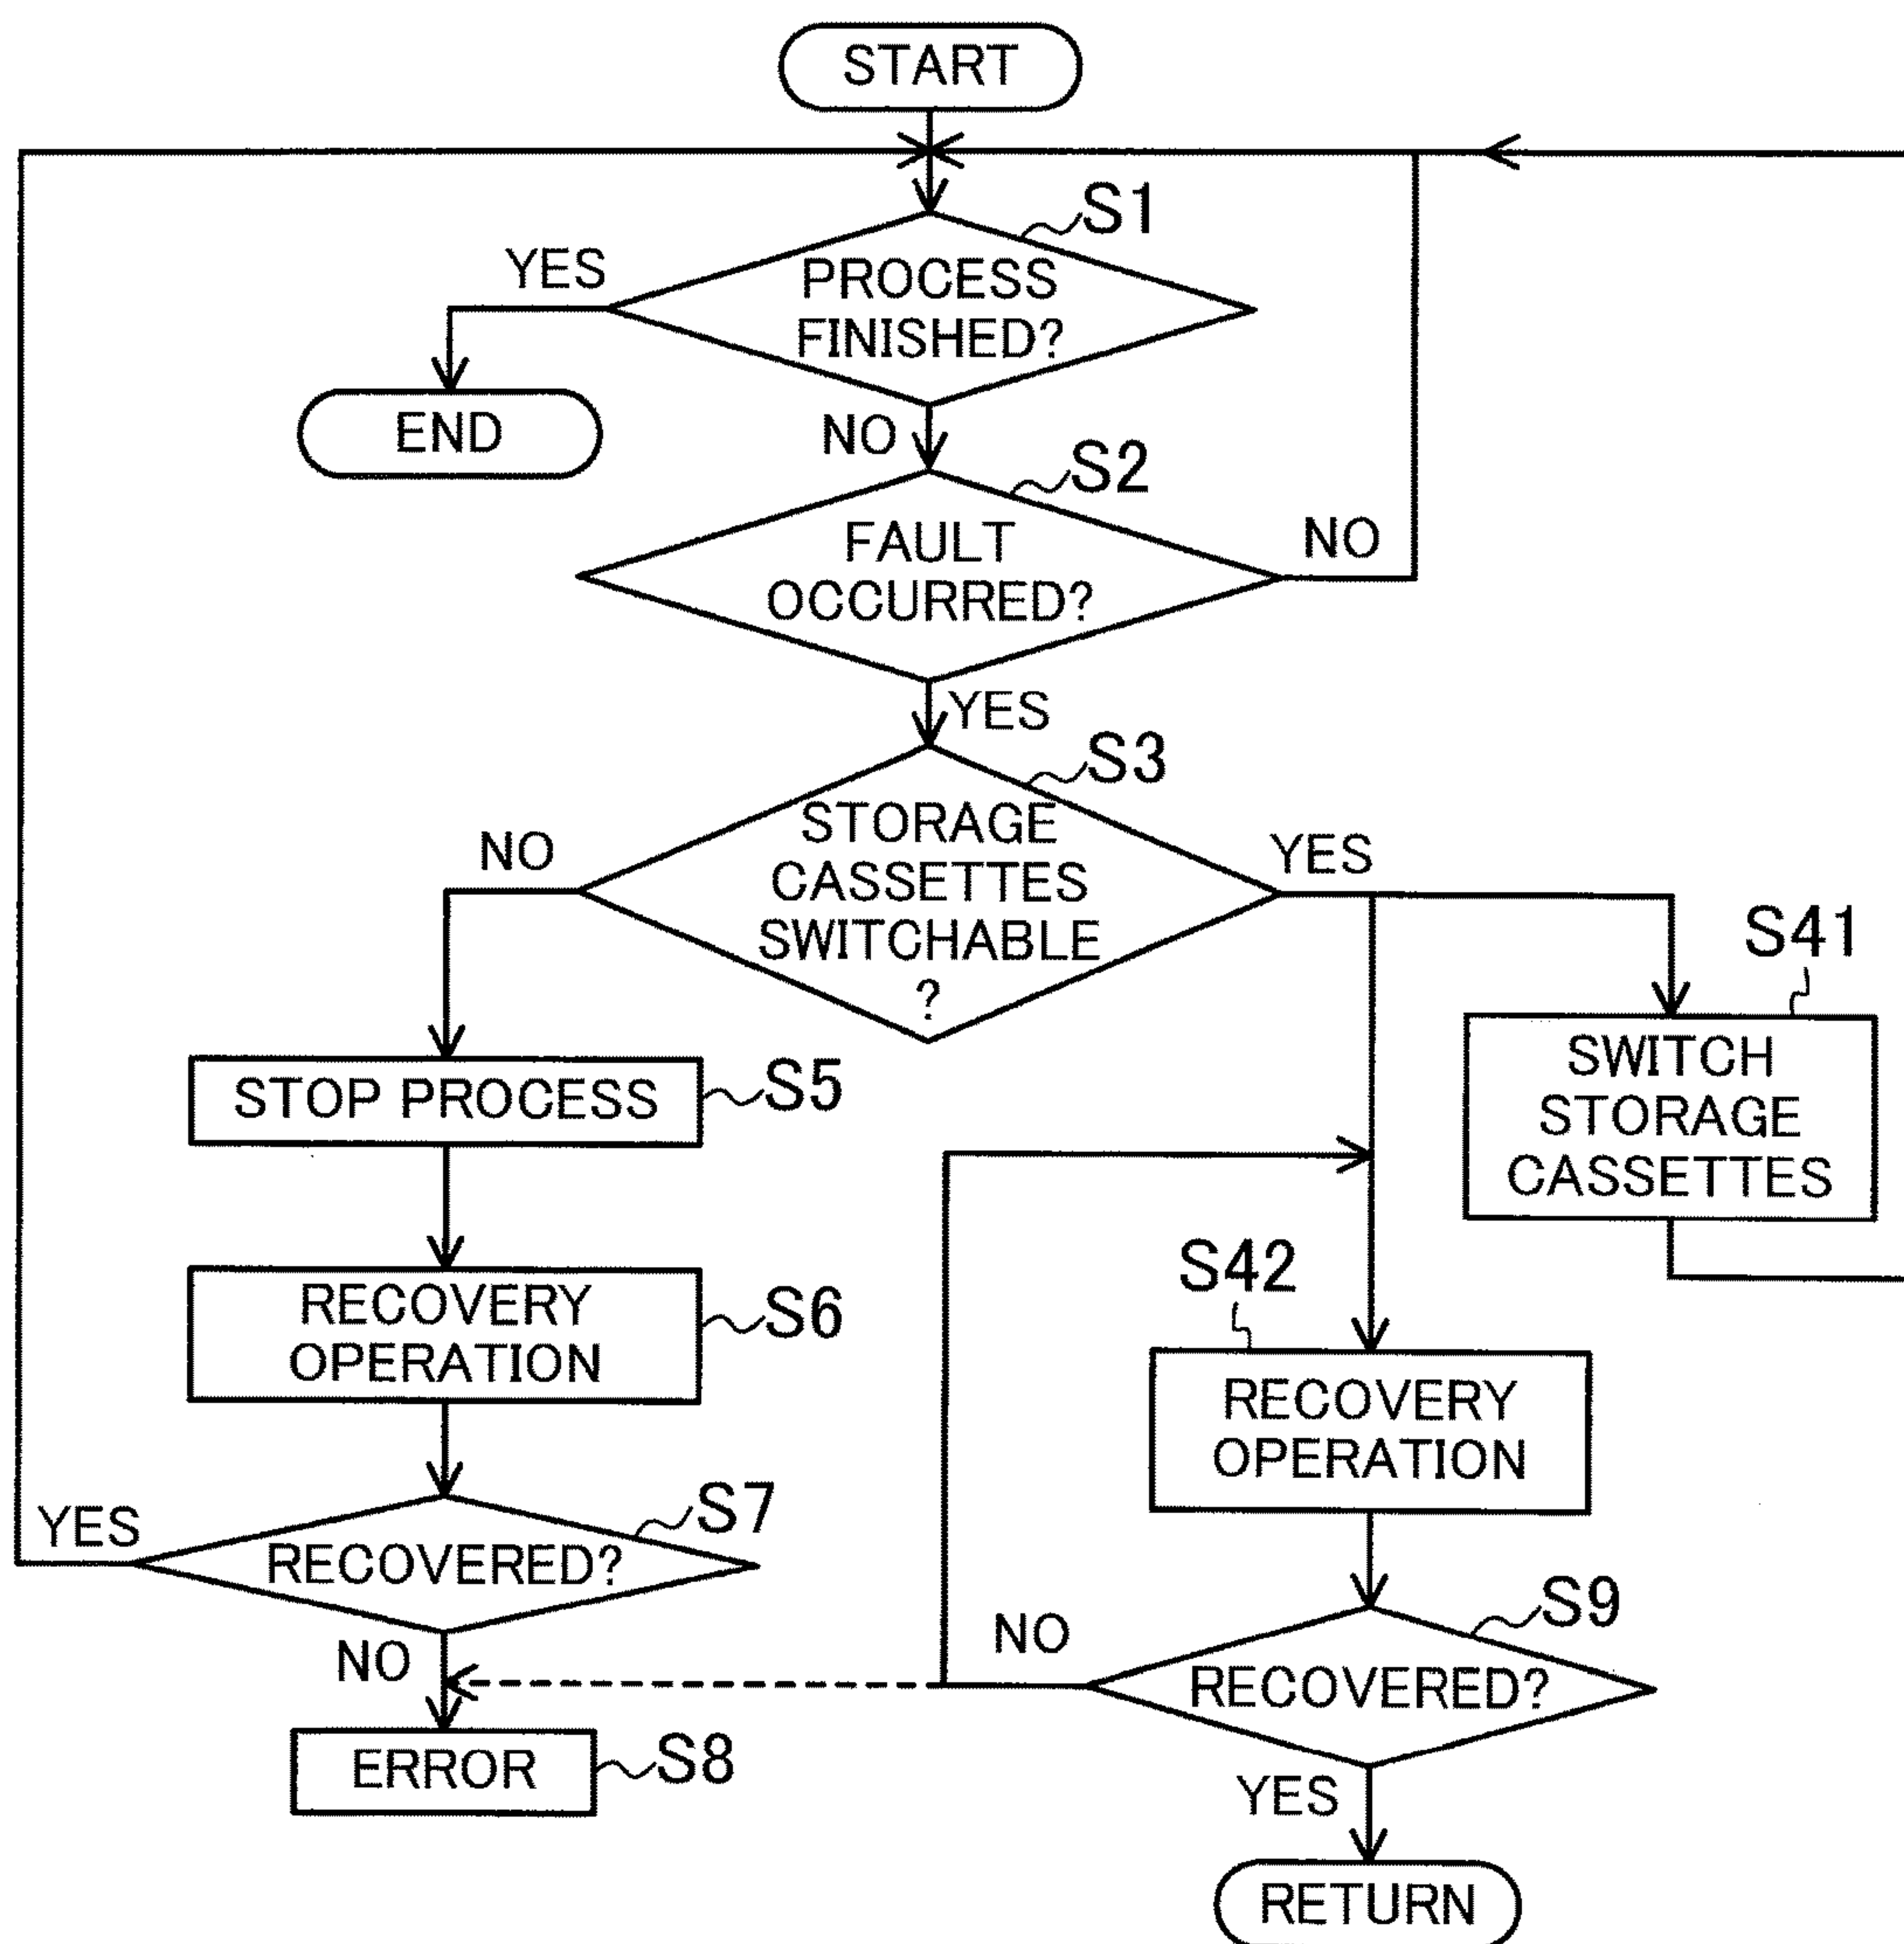 START
S1
YES
PROCESS
FINISHED?
END
NO
S2
FAULT
OCCURRED?
NO
YES
S3
NO
STORAGE
CASSETTES
SWITCHABLE
?
YES
S41
SWITCH
STORAGE
CASSETTES
STOP PROCESS
S5
S42
RECOVERY
OPERATION
S6
RECOVERY
OPERATION
YES
S7
RECOVERED?
NO
S9
NO
RECOVERED?
ERROR
S8
YES
RETURN